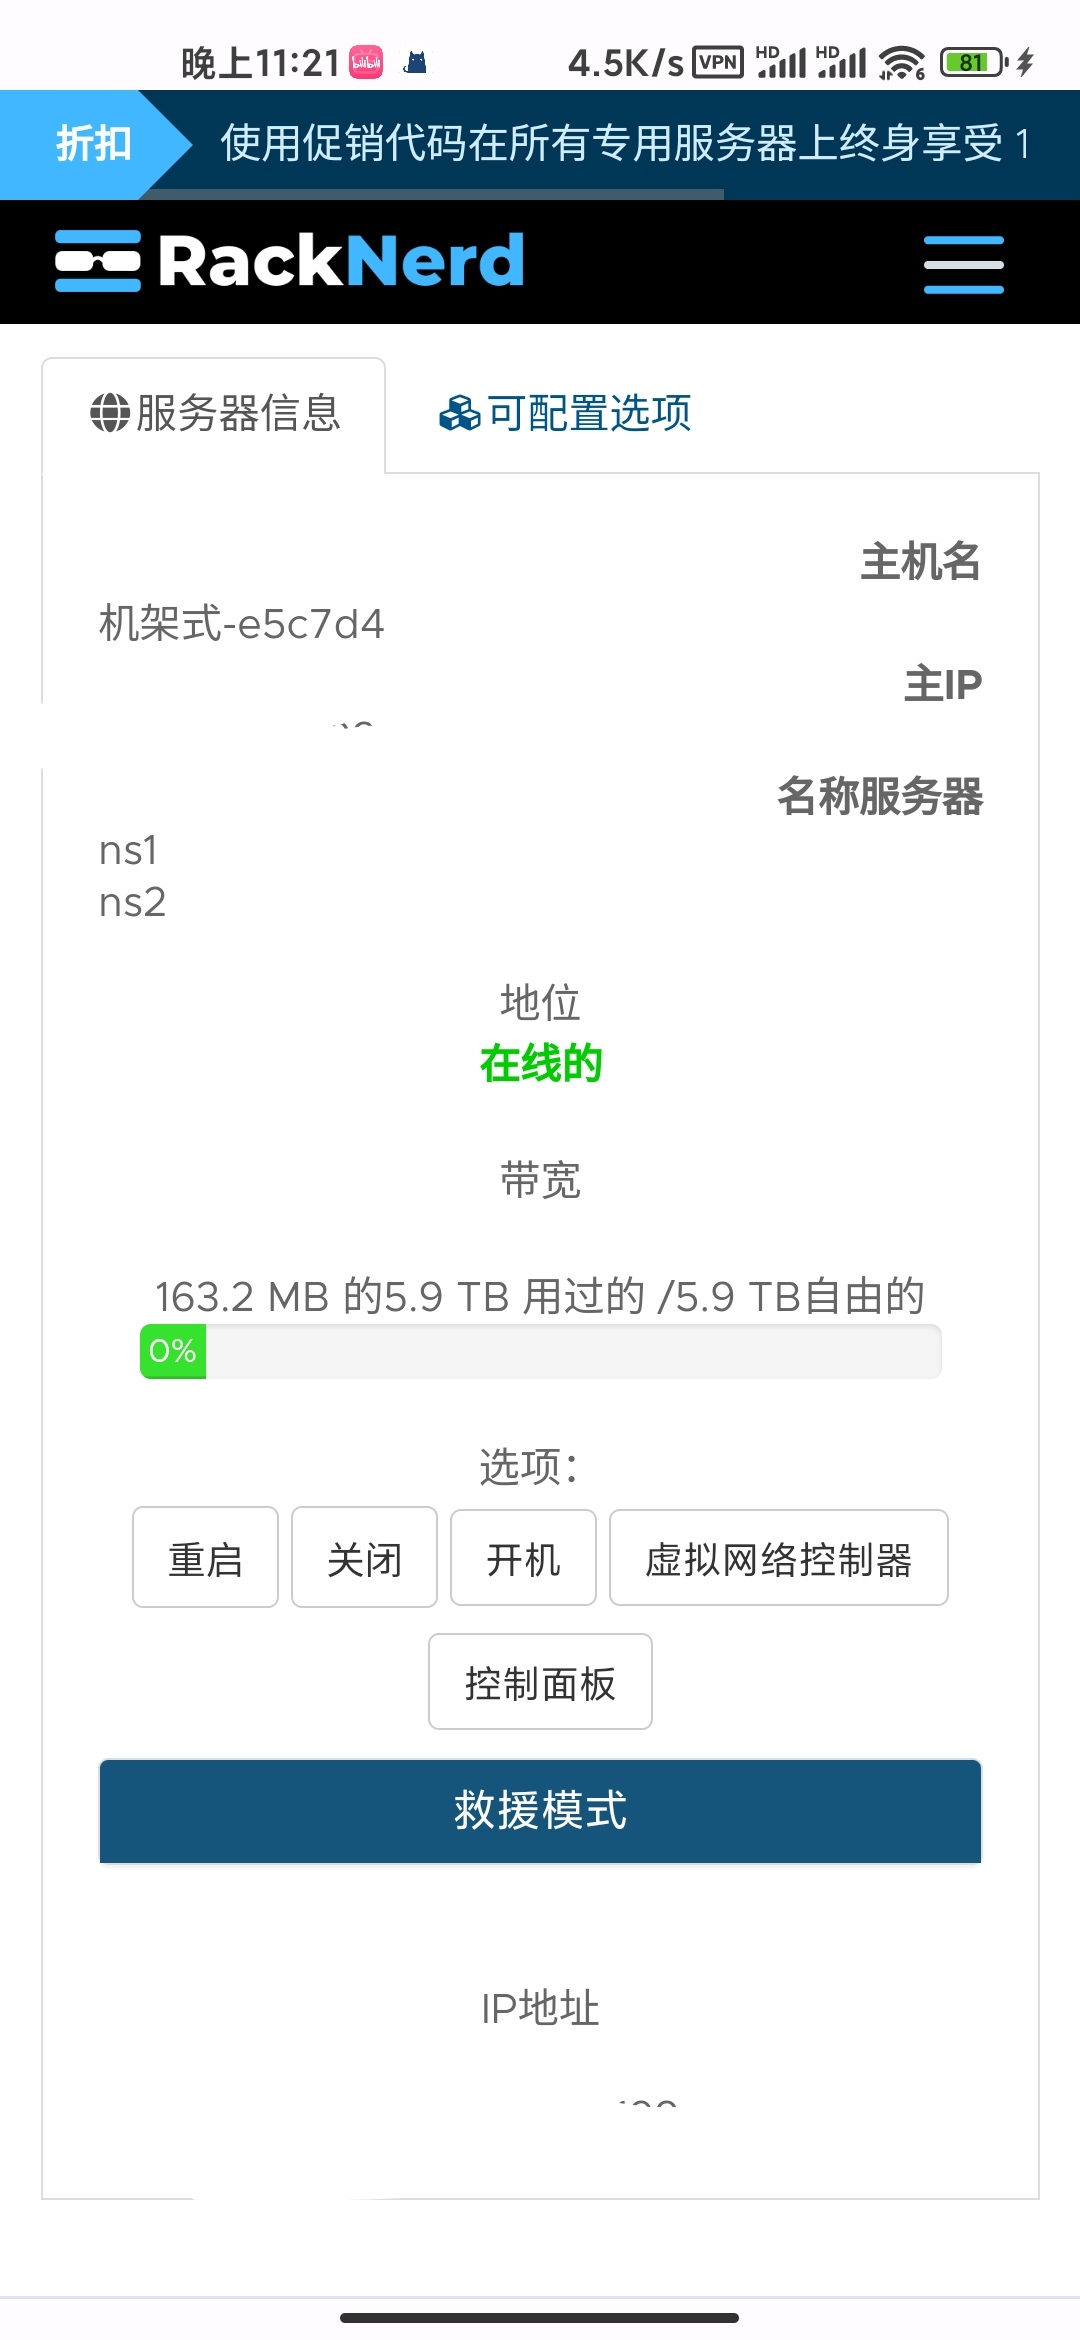 晚上11:21 bilibili 4.5K/s VPN HD HD 6 81
折扣 使用促销代码在所有专用服务器上终身享受 1
RackNerd
服务器信息 可配置选项
主机名
机架式-e5c7d4
主IP
名称服务器
ns1
ns2
地位
在线的
带宽
163.2 MB 的5.9 TB 用过的 /5.9 TB自由的
0%
选项：
重启 关闭 开机 虚拟网络控制器
控制面板
救援模式
IP地址